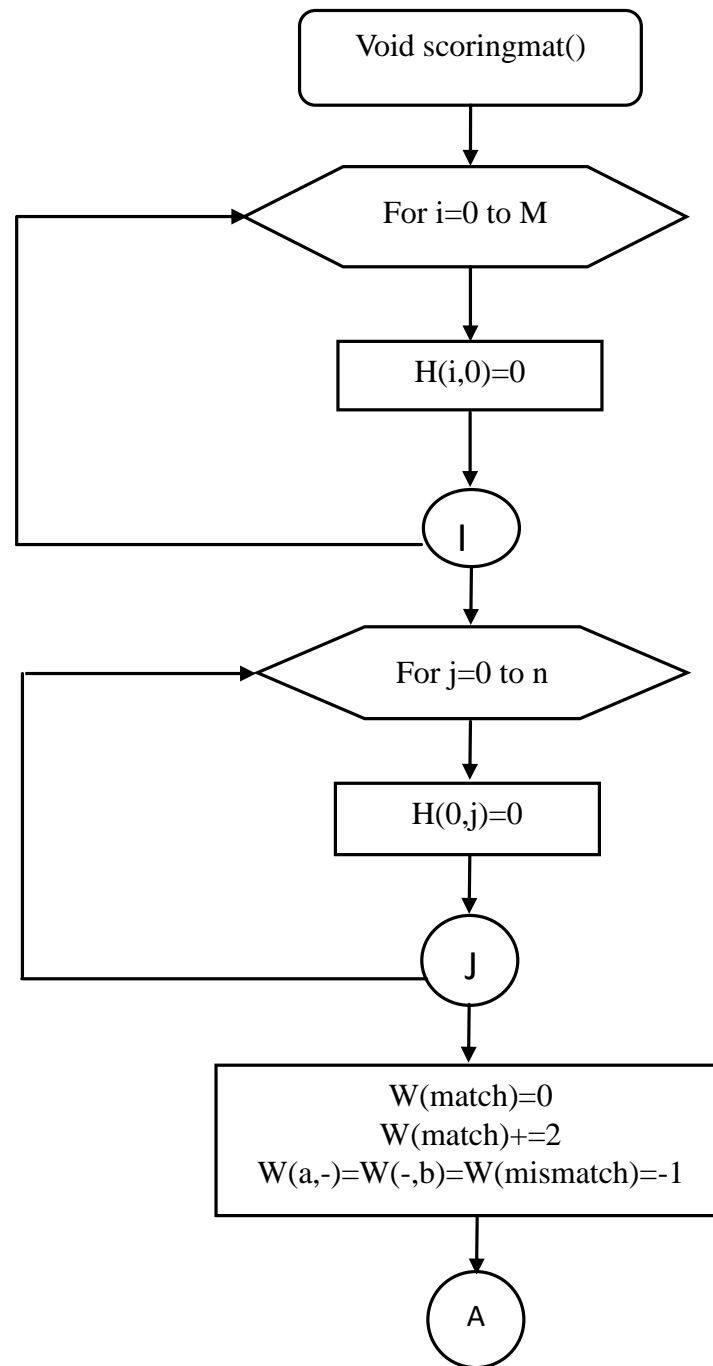 Void scoringmat()
For i=0 to M
H(i,0)=0
I
For j=0 to n
H(0,j)=0
J
W(match)=0
W(match)+=2
W(a,-)=W(-,b)=W(mismatch)=-1
A